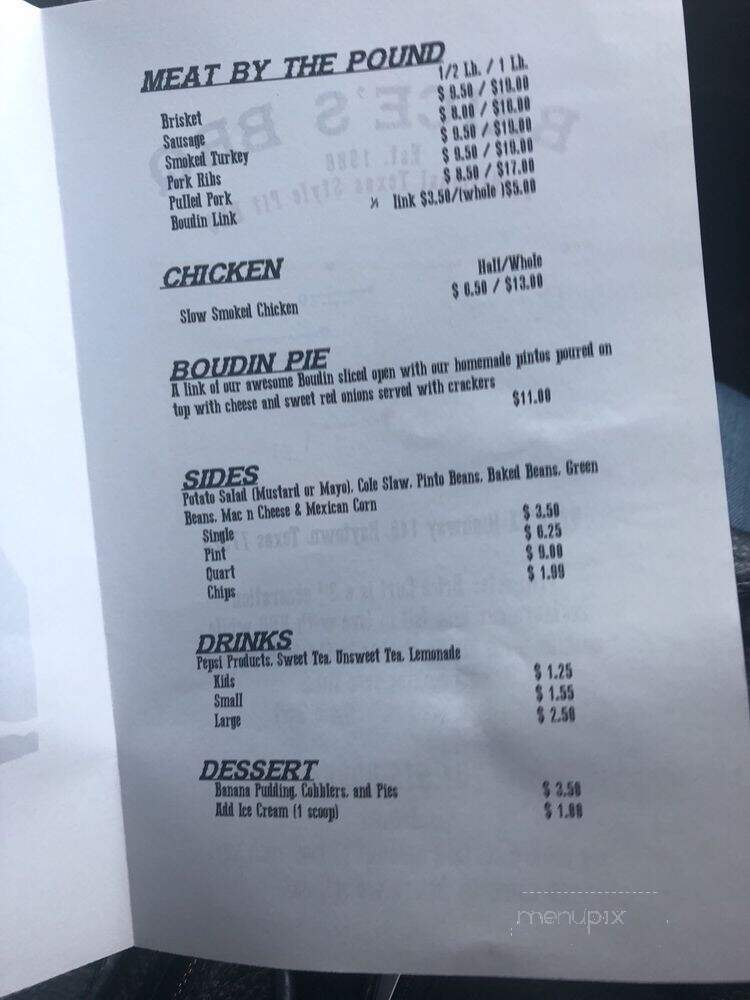 MEAT BY THE POUND
1/2 Lb. / 1 Lb.
Brisket $ 9.50 / $19.00
Sausage $ 8.00 / $16.00
Smoked Turkey $ 9.50 / $19.00
Pork Ribs $ 9.50 / $19.00
Pulled Pork $ 8.50 / $17.00
Boudin Link ½ link $3.50/(whole )$5.00
CHICKEN
Half/Whole
Slow Smoked Chicken $ 6.50 / $13.00
BOUDIN PIE
A link of our awesome Boudin sliced open with our homemade pintos poured on
top with cheese and sweet red onions served with crackers
$11.00
SIDES
Potato Salad (Mustard or Mayo), Cole Slaw, Pinto Beans, Baked Beans, Green
Beans, Mac n Cheese & Mexican Corn
Single $ 3.50
Pint $ 6.25
Quart $ 9.00
Chips $ 1.99
DRINKS
Pepsi Products, Sweet Tea, Unsweet Tea, Lemonade
Kids $ 1.25
Small $ 1.55
Large $ 2.50
DESSERT
Banana Pudding, Cobblers, and Pies $ 3.50
Add Ice Cream (1 scoop) $ 1.00
menupix